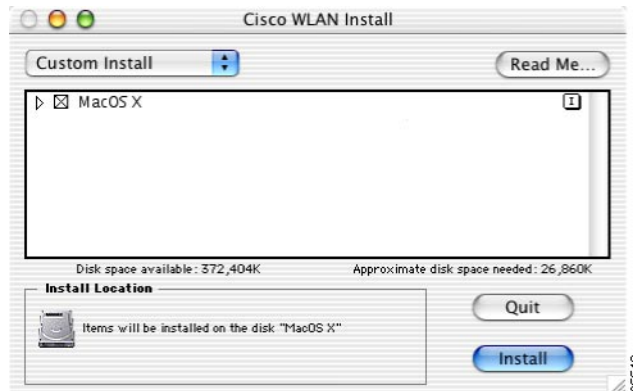 Cisco WLAN Install
Custom Install
Read Me...
MacOS X
I
Disk space available: 372,404K
Approximate disk space needed: 26,860K
Install Location
Items will be installed on the disk "MacOS X"
Quit
Install